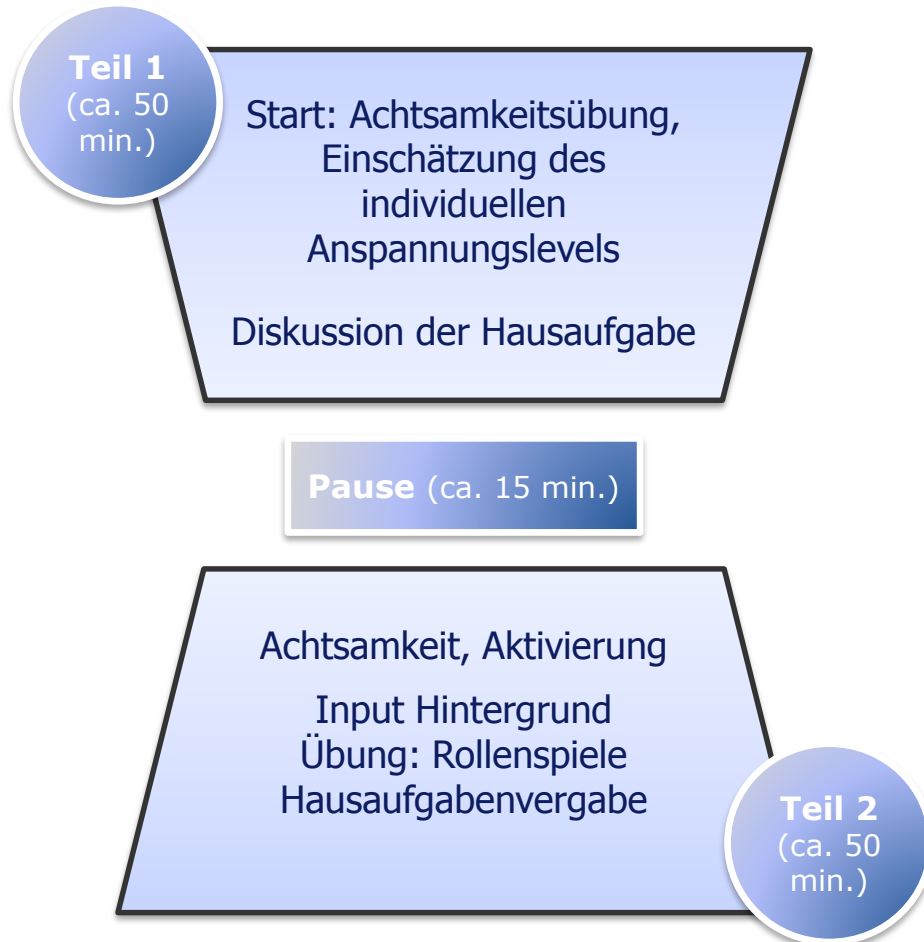 Teil 1
(ca. 50
min.)
Start: Achtsamkeitsübung,
Einschätzung des
individuellen
Anspannungslevels
Diskussion der Hausaufgabe
Pause (ca. 15 min.)
Achtsamkeit, Aktivierung
Input Hintergrund
Übung: Rollenspiele
Hausaufgabenvergabe
Teil 2
(ca. 50
min.)